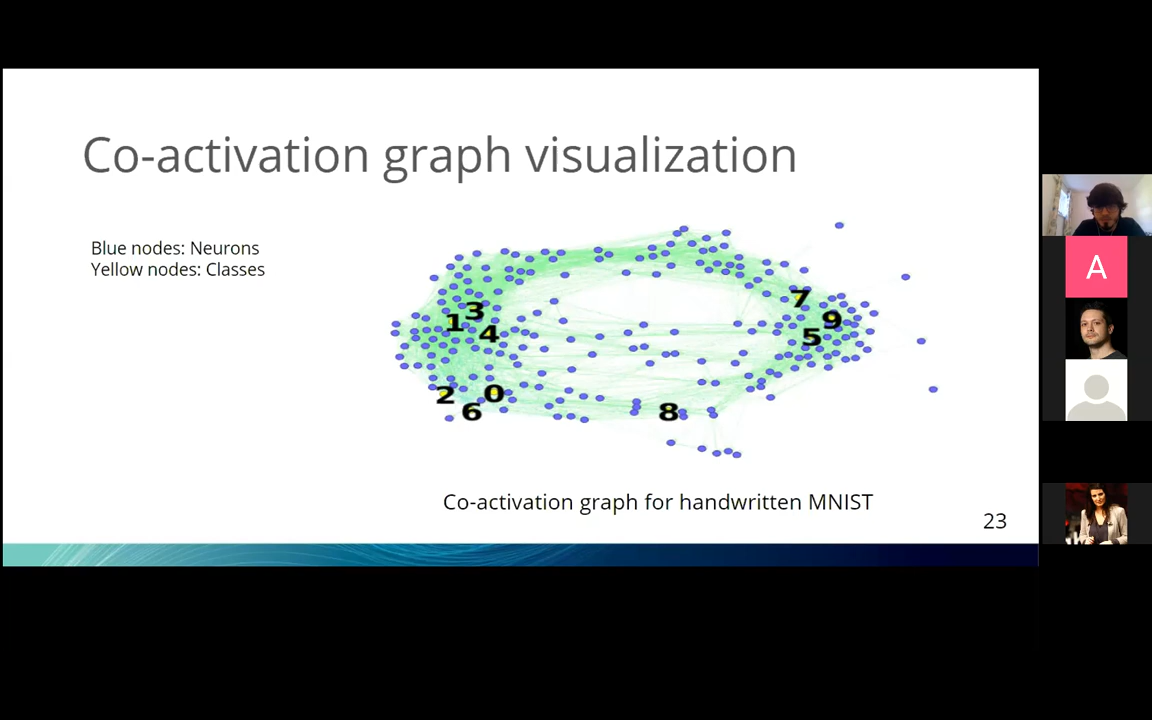 Co-activation graph visualization
Blue nodes: Neurons
Yellow nodes: Classes
7
3
1
9
4
5
2
0
6
8
Co-activation graph for handwritten MNIST
23
A